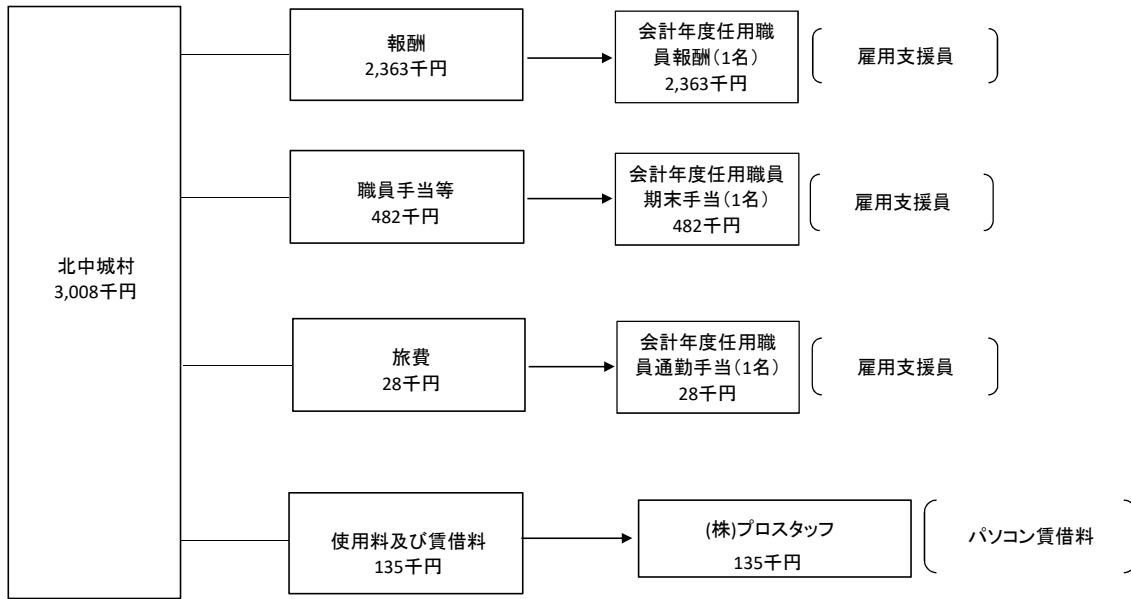 北中城村
3,008千円
報酬
2,363千円
会計年度任用職
員報酬(1名)
2,363千円
雇用支援員
職員手当等
482千円
会計年度任用職員
期末手当(1名)
482千円
雇用支援員
旅費
28千円
会計年度任用職
員通勤手当(1名)
28千円
雇用支援員
使用料及び賃借料
135千円
(株)プロスタッフ
135千円
パソコン賃借料